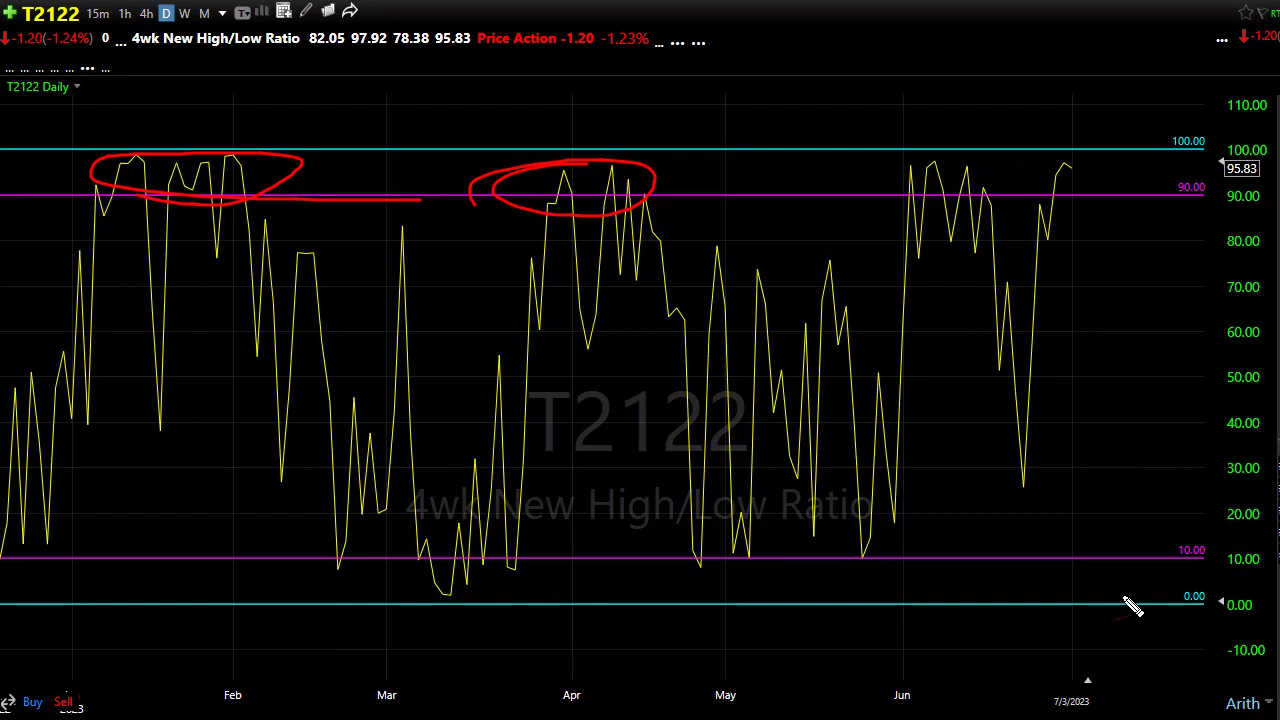 T2122 15m 1h 4h D W M T RT
-1.20(-1.24%) 0 ... 4wk New High/Low Ratio 82.05 97.92 78.38 95.83 Price Action -1.20 -1.23% ... ... ... ... -1.20(
... ... ... ... ... ... ...
T2122 Daily
110.00
100.00 100.00
95.83
90.00 90.00
80.00
70.00
60.00
50.00
40.00
T2122
30.00
4wk New High/Low Ratio
20.00
10.00 10.00
0.00 0.00
-10.00
Feb Mar Apr May Jun
Buy Sell 2023 7/3/2023 Arith